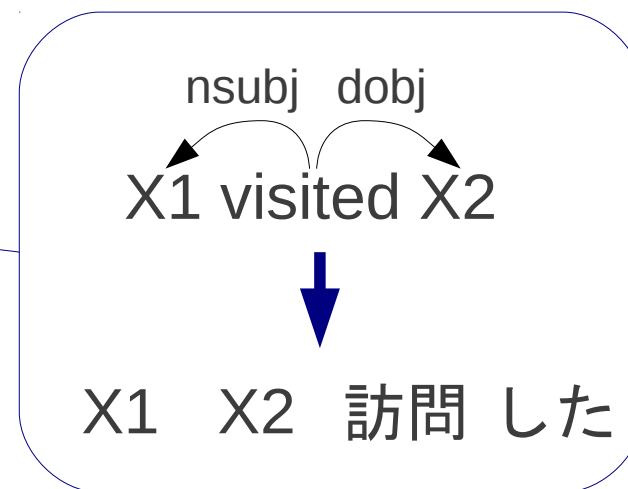 nsubj dobj
X1 visited X2
X1 X2 訪問 した